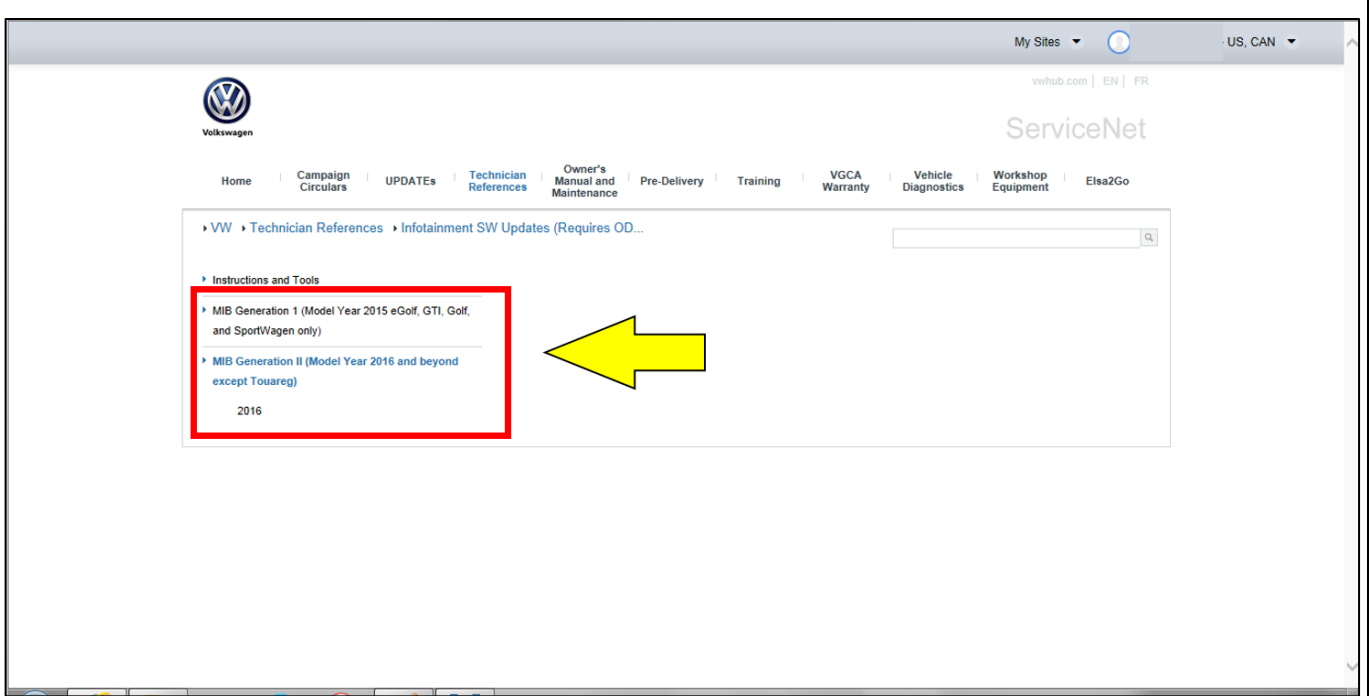 My Sites
US, CAN
vwhub.com | EN | FR
Volkswagen
ServiceNet
Home
Campaign
Circulars
UPDATEs
Technician
References
Owner's
Manual and
Maintenance
Pre-Delivery
Training
VGCA
Warranty
Vehicle
Diagnostics
Workshop
Equipment
Elsa2Go
VW
Technician References
Infotainment SW Updates (Requires OD...
Instructions and Tools
MIB Generation 1 (Model Year 2015 eGolf, GTI, Golf,
and SportWagen only)
MIB Generation II (Model Year 2016 and beyond
except Touareg)
2016